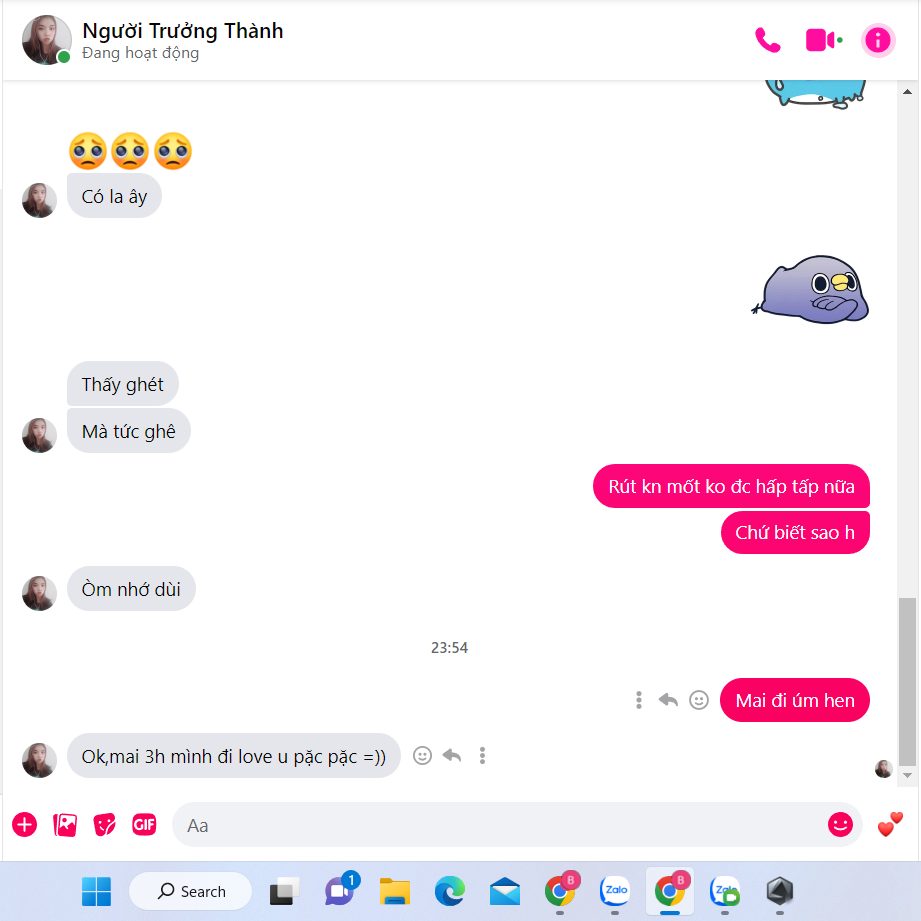 Người Trưởng Thành
Đang hoạt động
Có la ây
Thấy ghét
Mà tức ghê
Rút kn mốt ko đc hấp tấp nữa
Chứ biết sao h
Òm nhớ dùi
23:54
Mai đi úm hen
Ok,mai 3h mình đi love u pặc pặc =))
GIF
Aa
Search
1
B
Zalo
B
Zalo